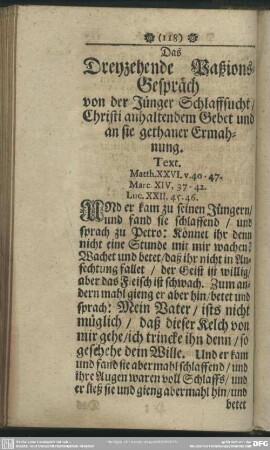 (118)
Das
Dreyzehende Paßions-
Gespräch
von der Jünger Schlaffsucht/
Christi anhaltendem Gebet und
an sie gethaner Ermah-
nung.
Text.
Matth. XXVI. v. 40-47.
Marc. XIV, 37-42.
Luc. XXII. 45. 46.
UNd er kam zu seinen Jüngern/
und fand sie schlaffend / und
sprach zu Petro: Könnet ihr denn
nicht eine Stunde mit mir wachen?
Wachet und betet/daß ihr nicht in An-
fechtung fallet / der Geist ist willig/
aber das Fleisch ist schwach. Zum an-
dern mahl gieng er aber hin/betet und
sprach: Mein Vater / ists nicht
müglich / daß dieser Kelch von
mir gehe/ich trincke ihn denn/so
geschehe dein Wille. Und er kam
und fand sie abermahl schlaffend/und
ihre Augen waren voll Schlaffs/und
er ließ sie und gieng abermahl hin/und
betet